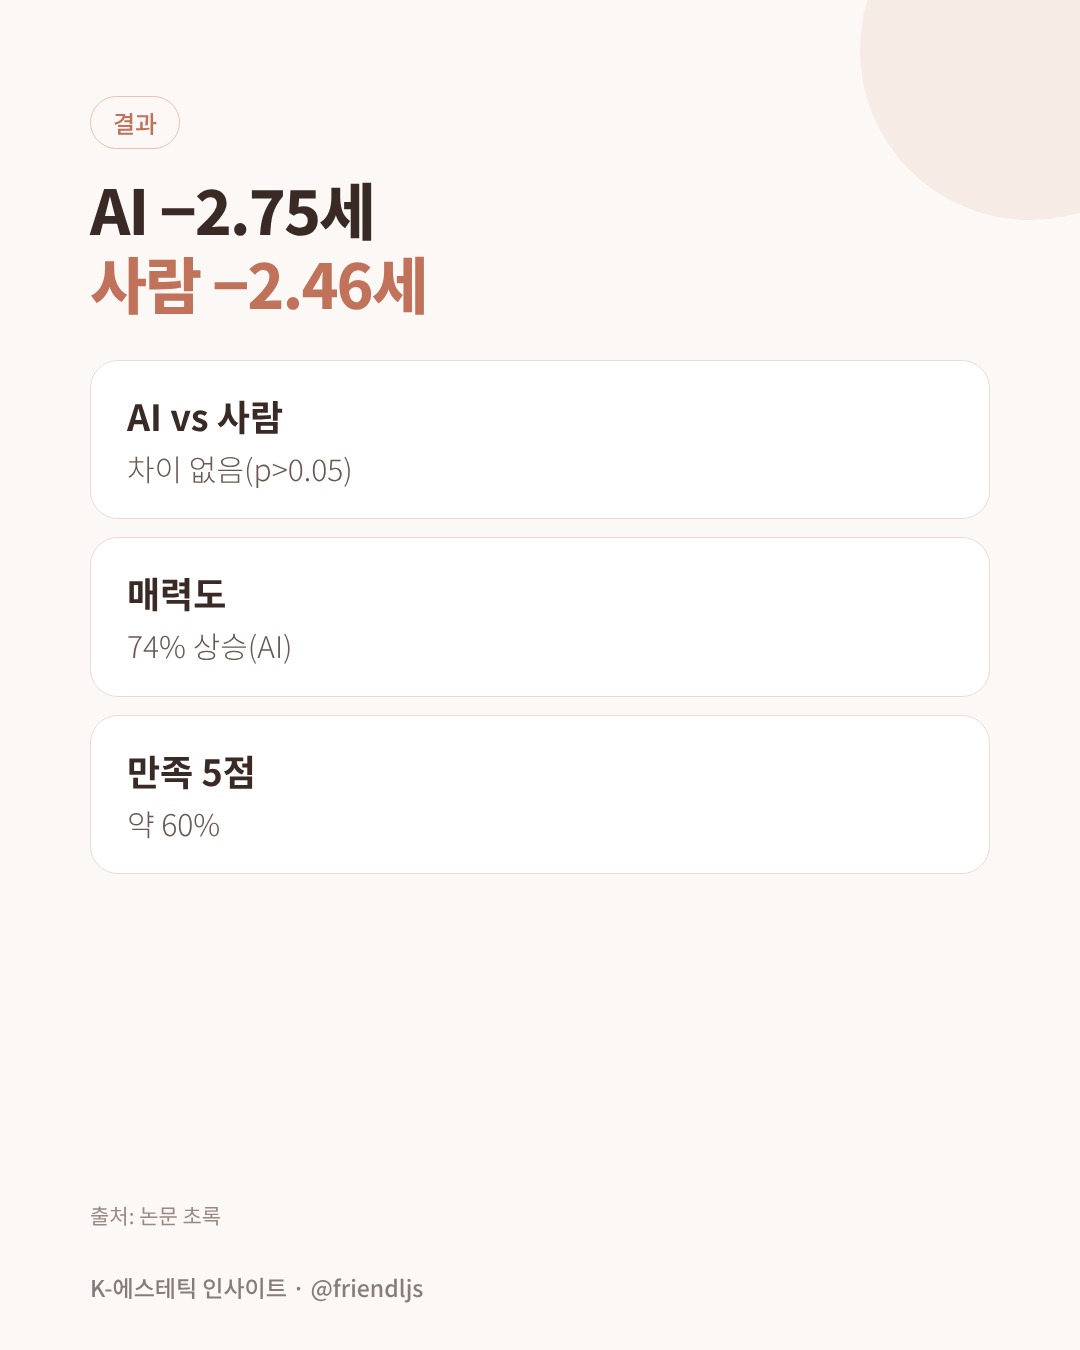 결과
AI –2.75세
사람 –2.46세
AI vs 사람
차이 없음(p>0.05)
매력도
74% 상승(AI)
만족 5점
약 60%
출처: 논문 초록
K-에스테틱 인사이트 · @friendljs